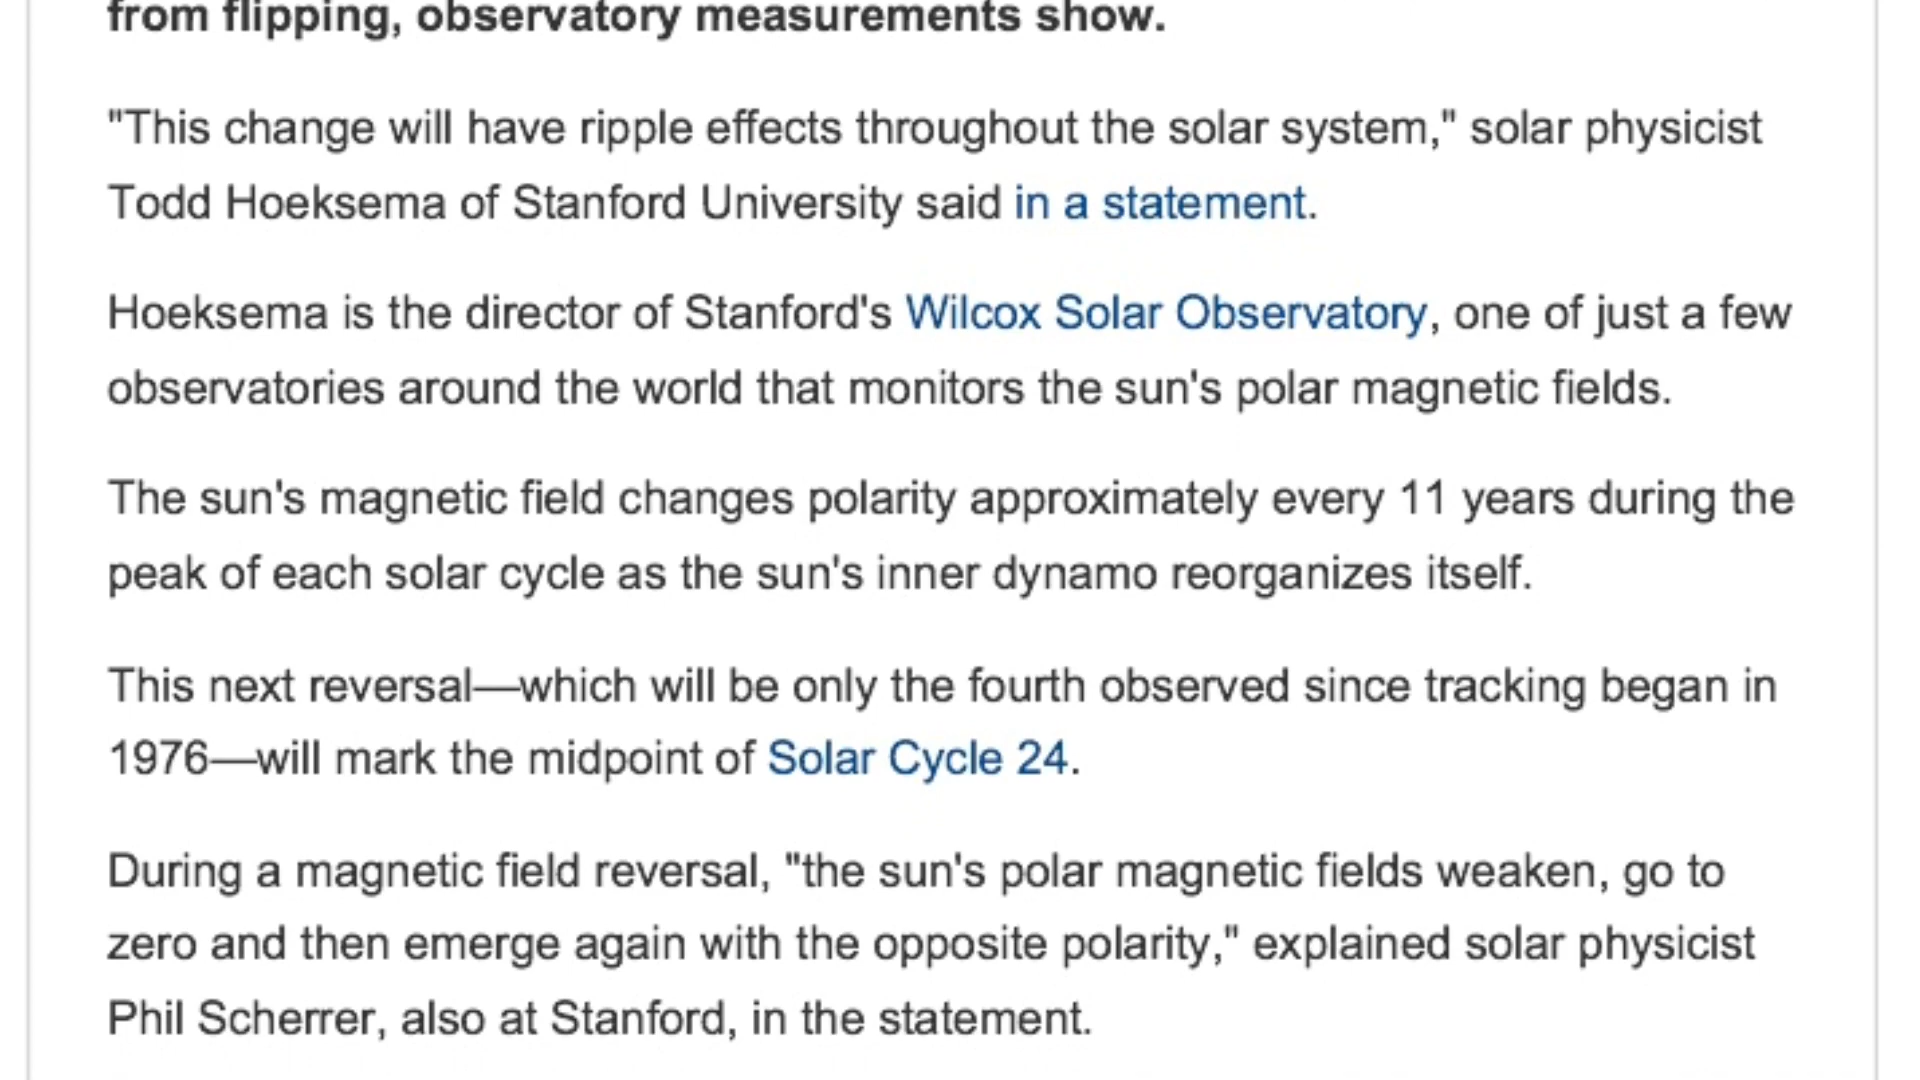 from flipping, observatory measurements show.
"This change will have ripple effects throughout the solar system," solar physicist
Todd Hoeksema of Stanford University said in a statement.
Hoeksema is the director of Stanford's Wilcox Solar Observatory, one of just a few
observatories around the world that monitors the sun's polar magnetic fields.
The sun's magnetic field changes polarity approximately every 11 years during the
peak of each solar cycle as the sun's inner dynamo reorganizes itself.
This next reversal—which will be only the fourth observed since tracking began in
1976—will mark the midpoint of Solar Cycle 24.
During a magnetic field reversal, "the sun's polar magnetic fields weaken, go to
zero and then emerge again with the opposite polarity," explained solar physicist
Phil Scherrer, also at Stanford, in the statement.